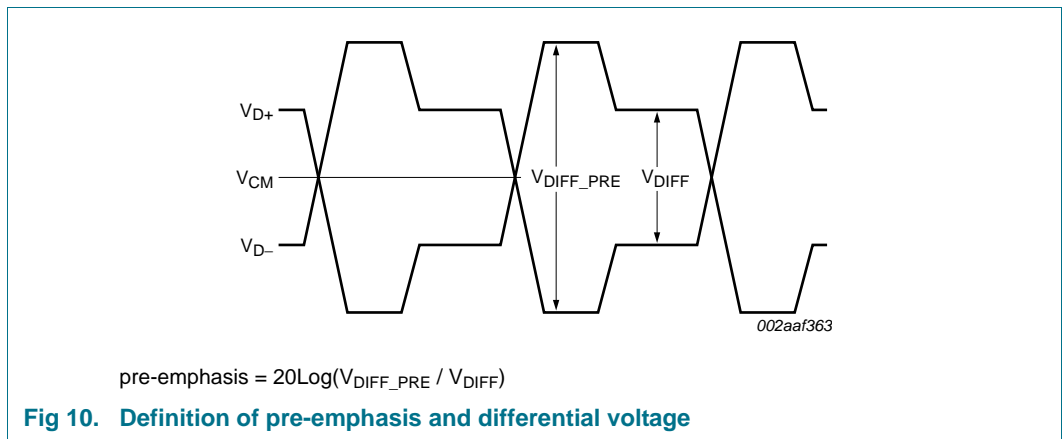 V_D+
V_CM
V_DIFF_PRE V_DIFF
V_D–
002aaf363
pre-emphasis = 20Log(V_DIFF_PRE / V_DIFF)
Fig 10. Definition of pre-emphasis and differential voltage